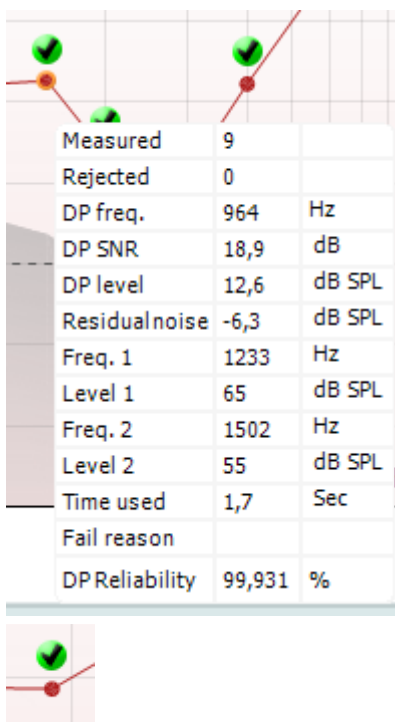 Measured 9
Rejected 0
DP freq. 964 Hz
DP SNR 18,9 dB
DP level 12,6 dB SPL
Residual noise -6,3 dB SPL
Freq. 1 1233 Hz
Level 1 65 dB SPL
Freq. 2 1502 Hz
Level 2 55 dB SPL
Time used 1,7 Sec
Fail reason
DP Reliability 99,931 %